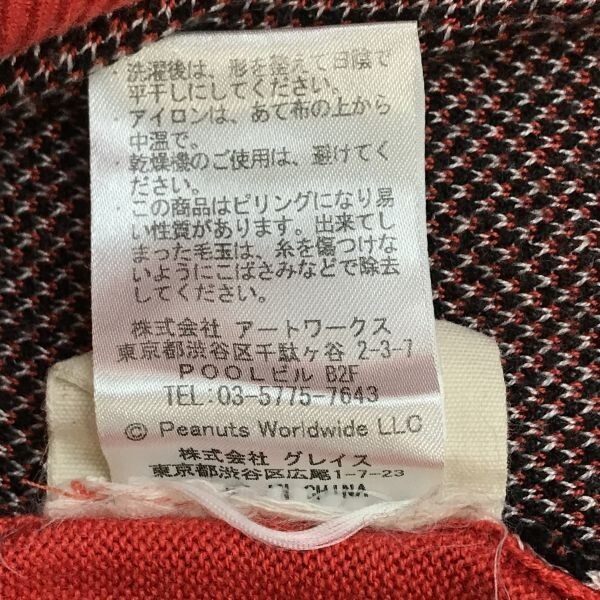 ・洗濯後は、形を整えて日陰で
平干しにしてください。
・アイロンは、あて布の上から
中温で。
・乾燥機のご使用は、避けてく
ださい。
・この商品はピリングになり易
い性質があります。出来てし
まった毛玉は、糸を傷つけな
いようにこばさみなどで除去
してください。
株式会社 アートワークス
東京都渋谷区千駄ヶ谷 2-3-7
POOLビル B2F
TEL:03-5775-7643
© Peanuts Worldwide LLC
株式会社 グレイス
東京都渋谷区広尾1-7-23
CHINA